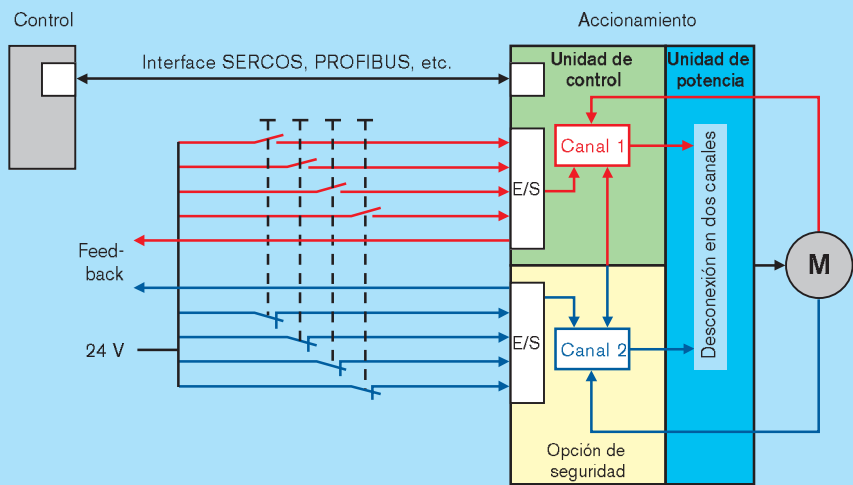 Control
Accionamiento
Interface SERCOS, PROFIBUS, etc.
Unidad de
control
Unidad de
potencia
Canal 1
E/S
Desconexión en dos canales
Feed-
back
M
24 V
E/S
Canal 2
Opción de
seguridad